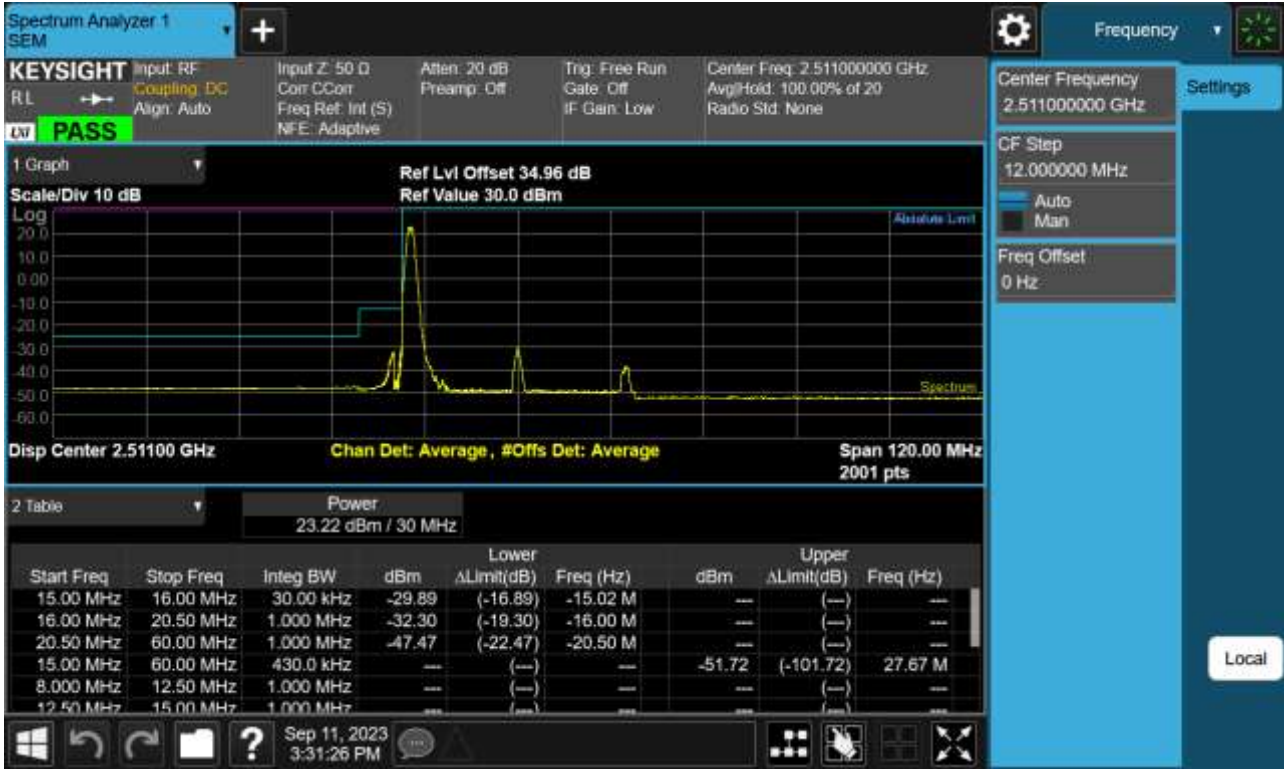 Spectrum Analyzer 1
SEM
+
Frequency
KEYSIGHT
RL
LXI
PASS
Input: RF
Coupling: DC
Align: Auto
Input Z: 50 Ω
Corr CCorr
Freq Ref: Int (S)
NFE: Adaptive
Atten: 20 dB
Preamp: Off
Trig: Free Run
Gate: Off
IF Gain: Low
Center Freq: 2.511000000 GHz
Avg|Hold: 100.00% of 20
Radio Std: None
Center Frequency
2.511000000 GHz
Settings
CF Step
12.000000 MHz
Auto
Man
Freq Offset
0 Hz
1 Graph
Scale/Div 10 dB
Ref Lvl Offset 34.96 dB
Ref Value 30.0 dBm
Log
Absolute Limit
20.0
10.0
0.00
-10.0
-20.0
-30.0
-40.0
-50.0
-60.0
Spectrum
Disp Center 2.51100 GHz
Chan Det: Average, #Offs Det: Average
Span 120.00 MHz
2001 pts
2 Table
Power
23.22 dBm / 30 MHz
Lower Upper
Start Freq Stop Freq Integ BW dBm ΔLimit(dB) Freq (Hz) dBm ΔLimit(dB) Freq (Hz)
15.00 MHz 16.00 MHz 30.00 kHz -29.89 (-16.89) -15.02 M --- (---) ---
16.00 MHz 20.50 MHz 1.000 MHz -32.30 (-19.30) -16.00 M --- (---) ---
20.50 MHz 60.00 MHz 1.000 MHz -47.47 (-22.47) -20.50 M --- (---) ---
15.00 MHz 60.00 MHz 430.0 kHz --- (---) --- -51.72 (-101.72) 27.67 M
8.000 MHz 12.50 MHz 1.000 MHz --- (---) --- --- (---) ---
12.50 MHz 15.00 MHz 1.000 MHz --- (---) --- --- (---) ---
Local
?
Sep 11, 2023
3:31:26 PM